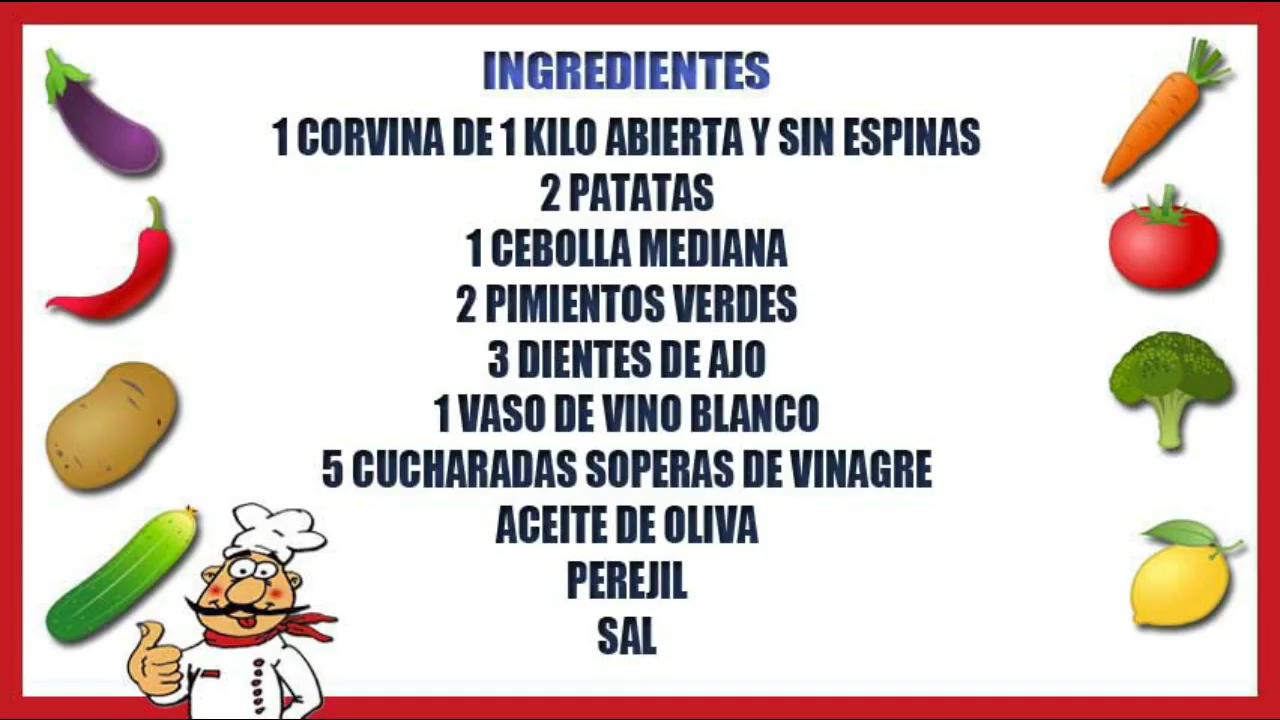 INGREDIENTES
1 CORVINA DE 1 KILO ABIERTA Y SIN ESPINAS
2 PATATAS
1 CEBOLLA MEDIANA
2 PIMIENTOS VERDES
3 DIENTES DE AJO
1 VASO DE VINO BLANCO
5 CUCHARADAS SOPERAS DE VINAGRE
ACEITE DE OLIVA
PEREJIL
SAL